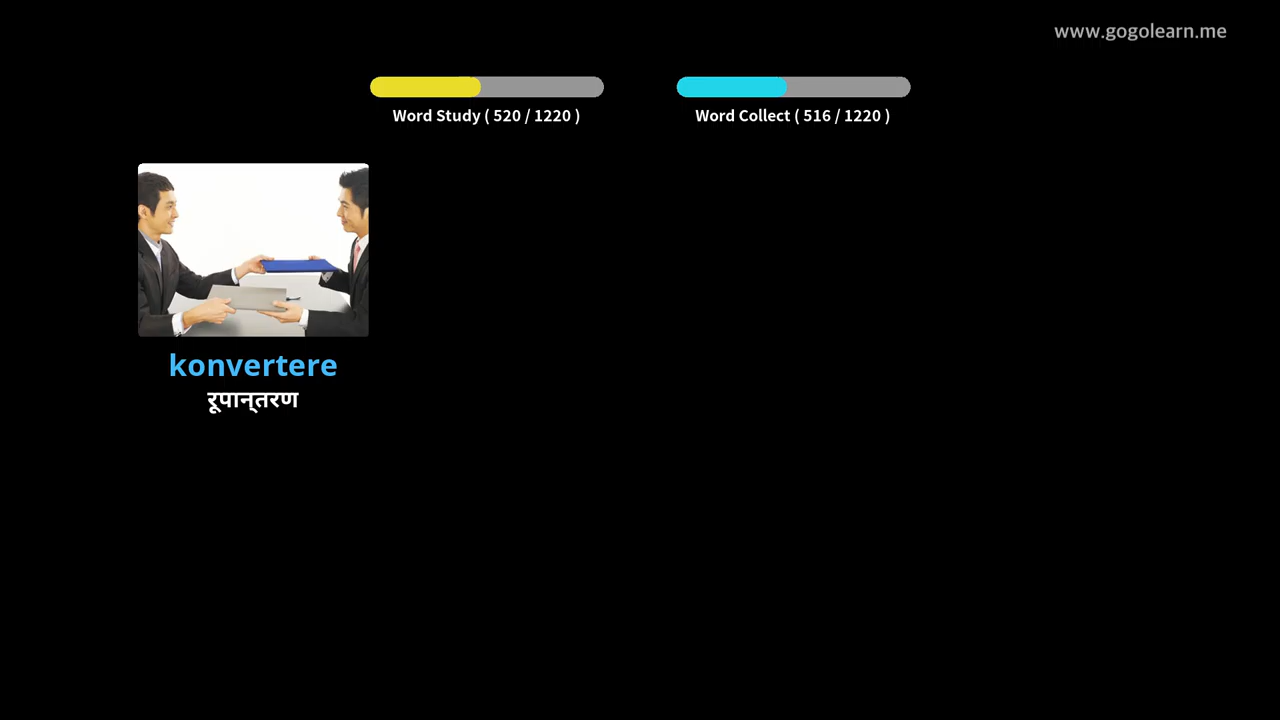 www.gogolearn.me
Word Study ( 520 / 1220 )
Word Collect ( 516 / 1220 )
konvertere
रूपान्तरण